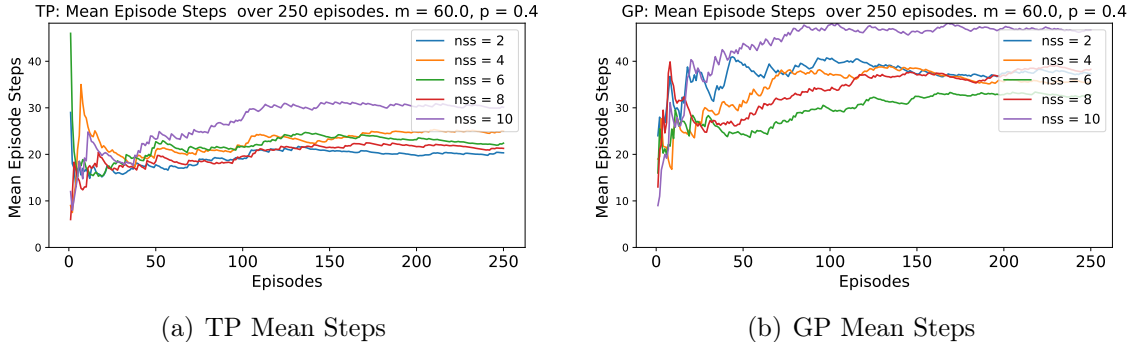 TP: Mean Episode Steps  over 250 episodes. m = 60.0, p = 0.4
Mean Episode Steps
40
30
20
10
0
nss = 2
nss = 4
nss = 6
nss = 8
nss = 10
0 50 100 150 200 250
Episodes
(a) TP Mean Steps
GP: Mean Episode Steps  over 250 episodes. m = 60.0, p = 0.4
Mean Episode Steps
40
30
20
10
0
nss = 2
nss = 4
nss = 6
nss = 8
nss = 10
0 50 100 150 200 250
Episodes
(b) GP Mean Steps